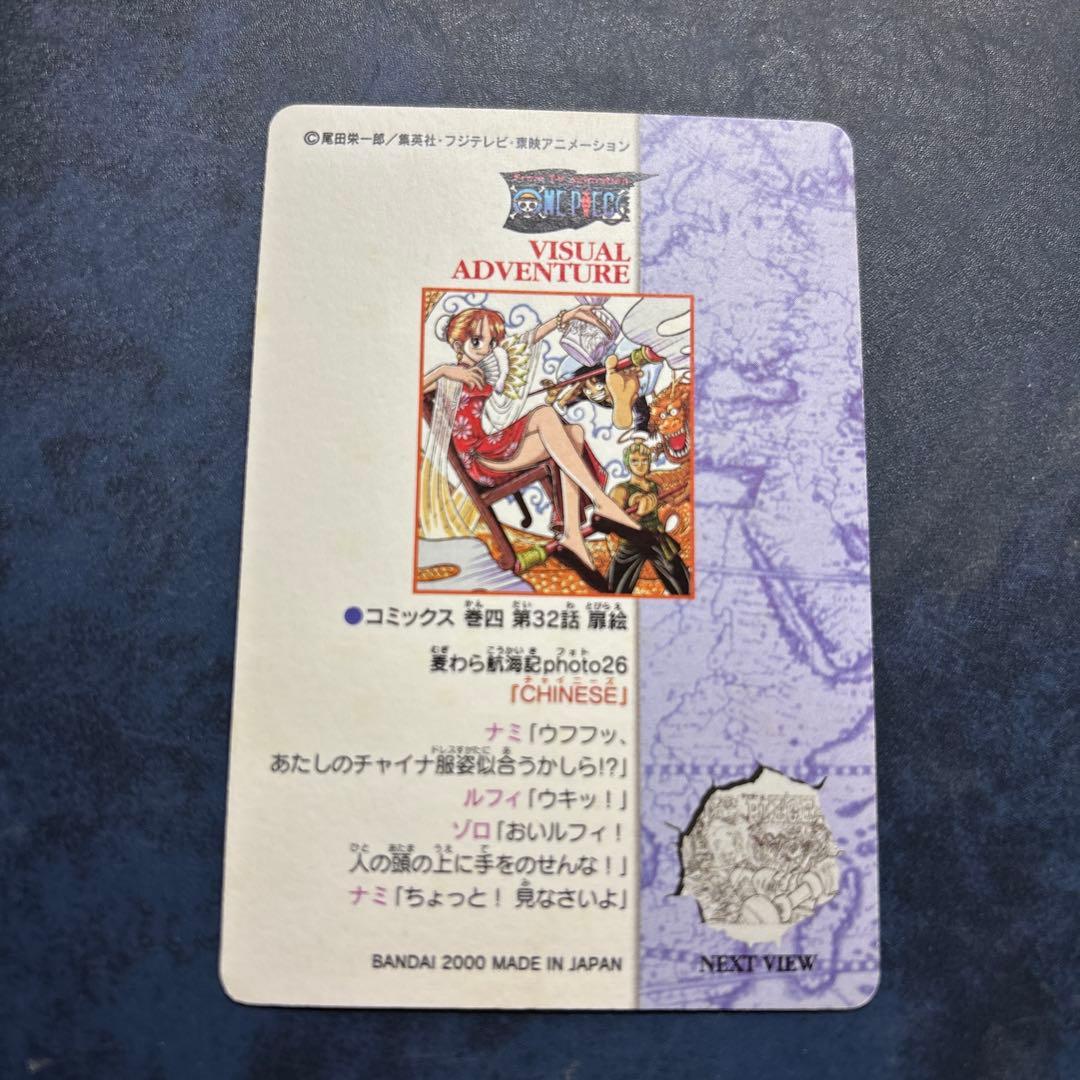 ©尾田栄一郎／集英社・フジテレビ・東映アニメーション
From TV animation
ONE PIECE
VISUAL
ADVENTURE
●コミックス 巻四 第32話 扉絵
麦わら航海記photo26
「CHINESE」
ナミ「ウフフッ、
あたしのチャイナ服姿似合うかしら!?」
ルフィ「ウキッ！」
ゾロ「おいルフィ！
人の頭の上に手をのせんな！」
ナミ「ちょっと！ 見なさいよ」
BANDAI 2000 MADE IN JAPAN
NEXT VIEW